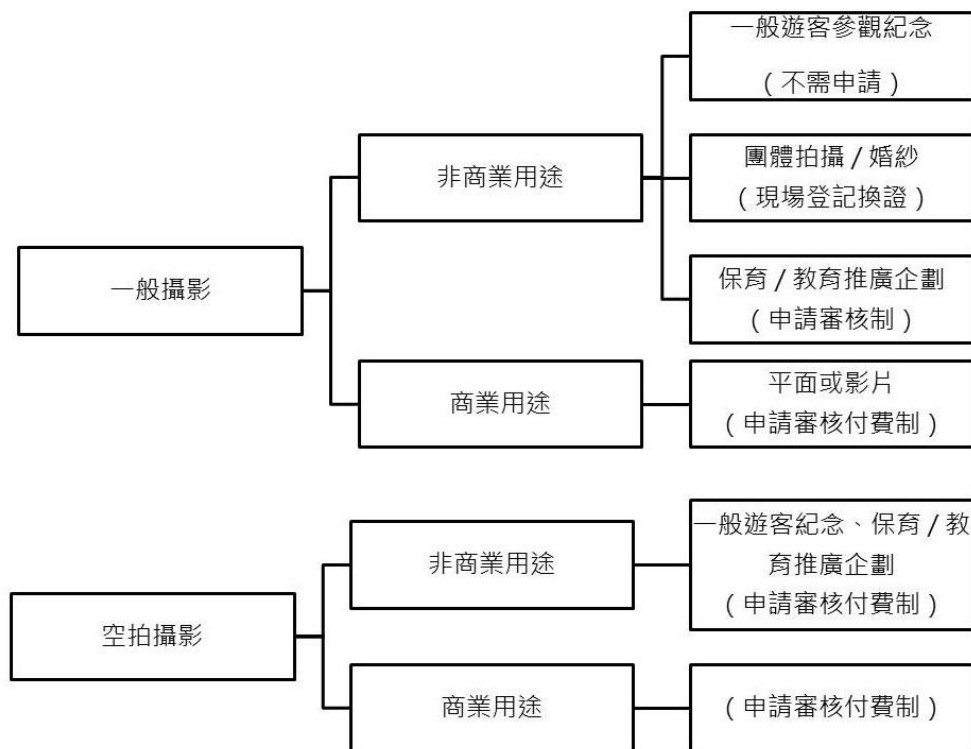 一般攝影
非商業用途
一般遊客參觀紀念
(不需申請)
團體拍攝 / 婚紗
(現場登記換證)
保育 / 教育推廣企劃
(申請審核制)
商業用途
平面或影片
(申請審核付費制)
空拍攝影
非商業用途
一般遊客紀念、保育 / 教
育推廣企劃
(申請審核付費制)
商業用途
(申請審核付費制)